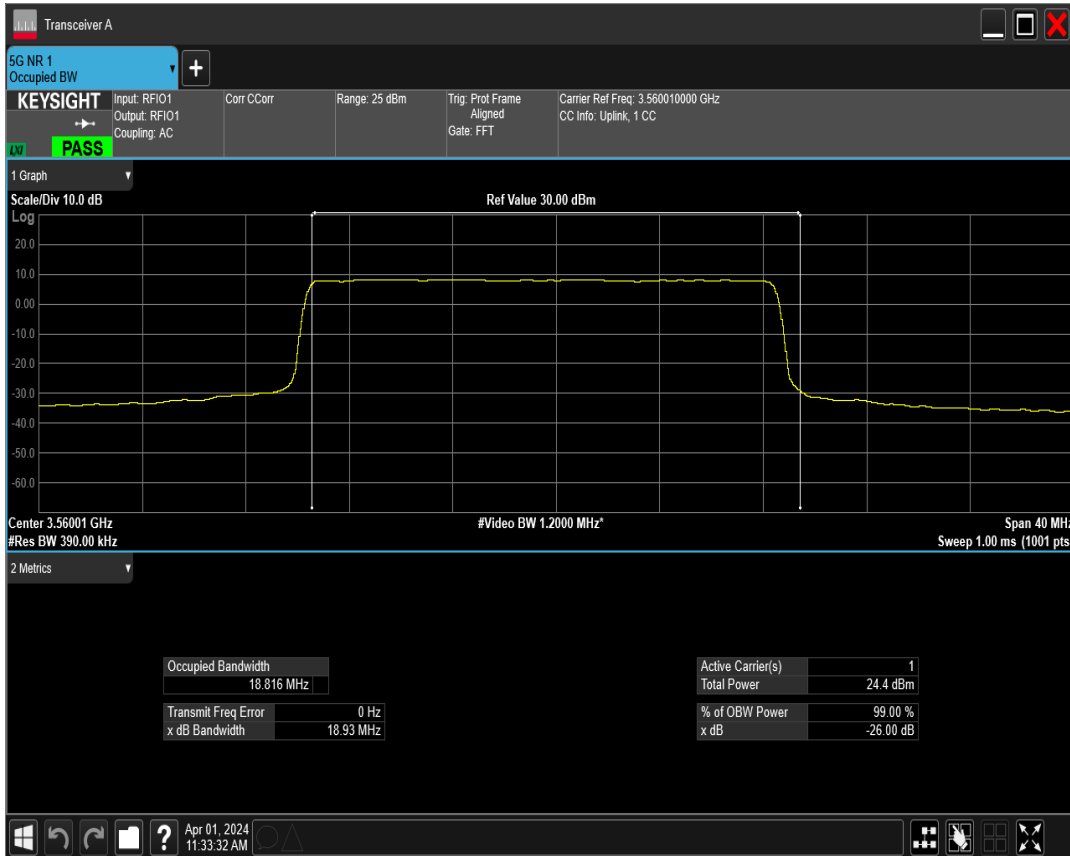 Transceiver A
5G NR 1
Occupied BW
KEYSIGHT
LXI
PASS
Input: RFIO1
Output: RFIO1
Coupling: AC
Corr CCorr
Range: 25 dBm
Trig: Prot Frame
Aligned
Gate: FFT
Carrier Ref Freq: 3.560010000 GHz
CC Info: Uplink, 1 CC
1 Graph
Scale/Div 10.0 dB
Ref Value 30.00 dBm
Log
20.0
10.0
0.00
-10.0
-20.0
-30.0
-40.0
-50.0
-60.0
Center 3.56001 GHz
#Video BW 1.2000 MHz*
Span 40 MHz
#Res BW 390.00 kHz
Sweep 1.00 ms (1001 pts
2 Metrics
Occupied Bandwidth
18.816 MHz
Transmit Freq Error 0 Hz
x dB Bandwidth 18.93 MHz
Active Carrier(s) 1
Total Power 24.4 dBm
% of OBW Power 99.00 %
x dB -26.00 dB
?
Apr 01, 2024
11:33:32 AM